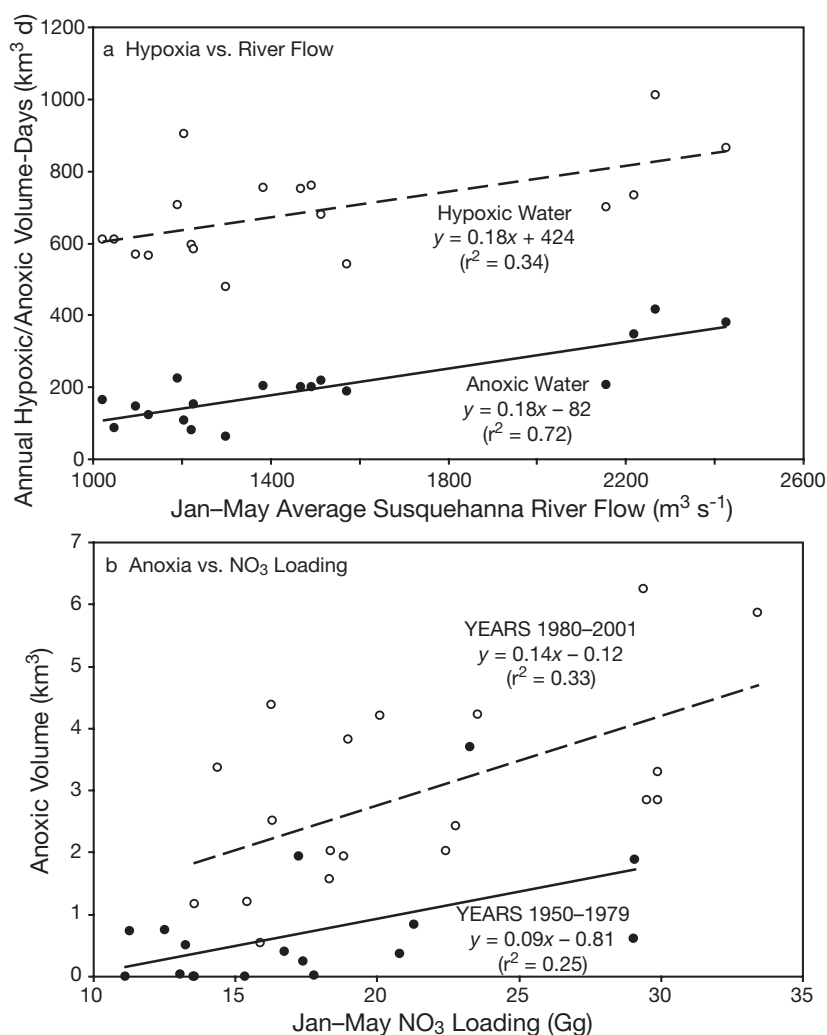 a Hypoxia vs. River Flow
Annual Hypoxic/Anoxic Volume-Days (km³ d)
1200
1000
800
600
400
200
0
Hypoxic Water
y = 0.18x + 424
(r² = 0.34)
Anoxic Water
y = 0.18x – 82
(r² = 0.72)
1000 1400 1800 2200 2600
Jan–May Average Susquehanna River Flow (m³ s⁻¹)
b Anoxia vs. NO₃ Loading
Anoxic Volume (km³)
7
6
5
4
3
2
1
0
YEARS 1980–2001
y = 0.14x – 0.12
(r² = 0.33)
YEARS 1950–1979
y = 0.09x – 0.81
(r² = 0.25)
10 15 20 25 30 35
Jan–May NO₃ Loading (Gg)